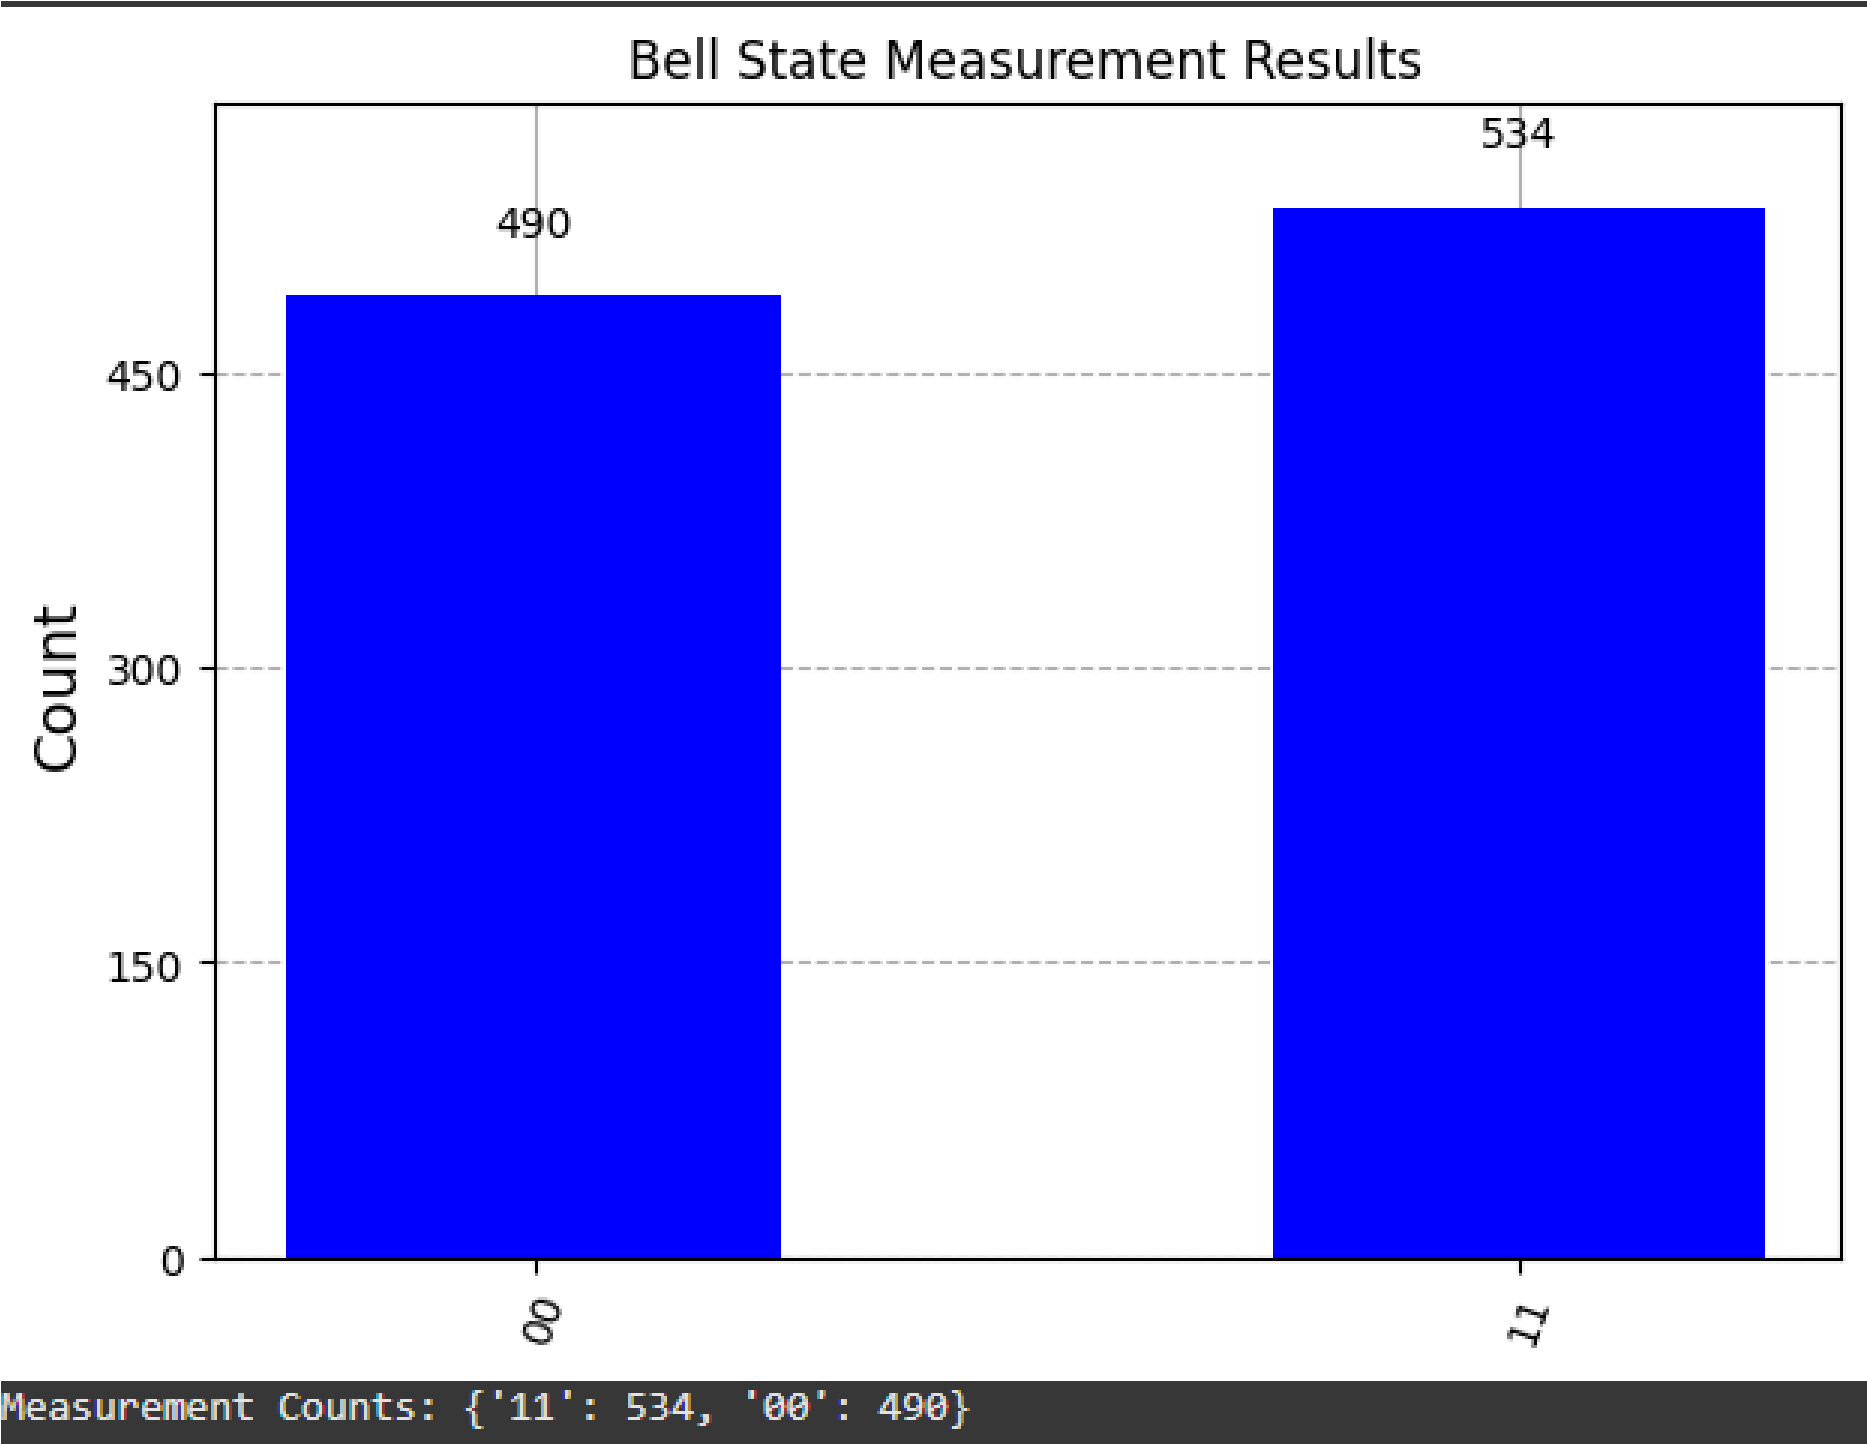 Bell State Measurement Results
534
490
450
300
150
0
Count
00
11
Measurement Counts: {'11': 534, '00': 490}